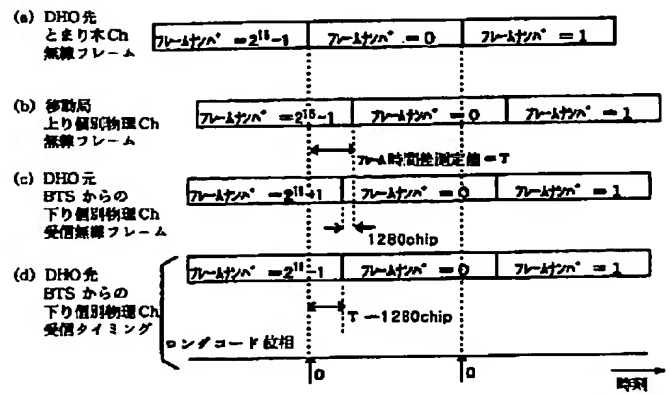 (a) DHO先
とまり木Ch
無線フレーム
フレームナンバ = 2^15-1
フレームナンバ = 0
フレームナンバ = 1
(b) 移動局
上り個別物理Ch
無線フレーム
フレームナンバ = 2^15-1
フレームナンバ = 0
フレームナンバ = 1
フレーム時間差測定値=T
(c) DHO元
BTS からの
下り個別物理Ch
受信無線フレーム
フレームナンバ = 2^15-1
フレームナンバ = 0
フレームナンバ = 1
1280chip
(d) DHO先
BTS からの
下り個別物理Ch
受信タイミング
フレームナンバ = 2^15-1
フレームナンバ = 0
フレームナンバ = 1
T-1280chip
ロングコード位相
0
0
時刻